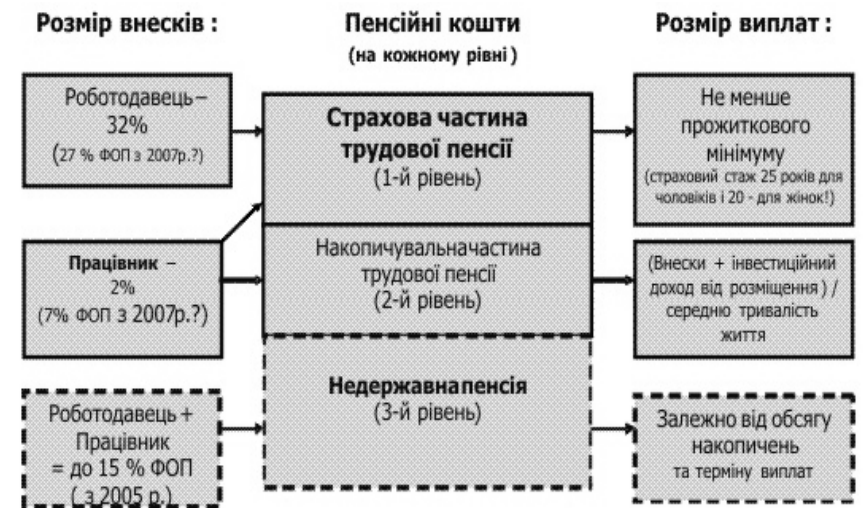 Розмір внесків :
Пенсійні кошти
(на кожному рівні )
Розмір виплат :
Роботодавець –
32%
(27 % ФОП з 2007р.?)
Страхова частина
трудової пенсії
(1-й рівень)
Не менше
прожиткового
мінімуму
(страховий стаж 25 років для
чоловіків і 20 - для жінок!)
Працівник –
2%
(7% ФОП з 2007р.?)
Накопичувальначастина
трудової пенсії
(2-й рівень)
(Внески + інвестиційний
доход від розміщення ) /
середню тривалість
життя
Роботодавець +
Працівник
= до 15 % ФОП
( з 2005 р.)
Недержавнапенсія
(3-й рівень)
Залежно від обсягу
накопичень
та терміну виплат